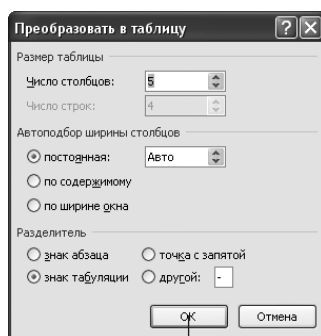 Преобразовать в таблицу
Размер таблицы
Число столбцов: 5
Число строк: 4
Автоподбор ширины столбцов
постоянная: Авто
по содержимому
по ширине окна
Разделитель
знак абзаца точка с запятой
знак табуляции другой: -
ОК Отмена